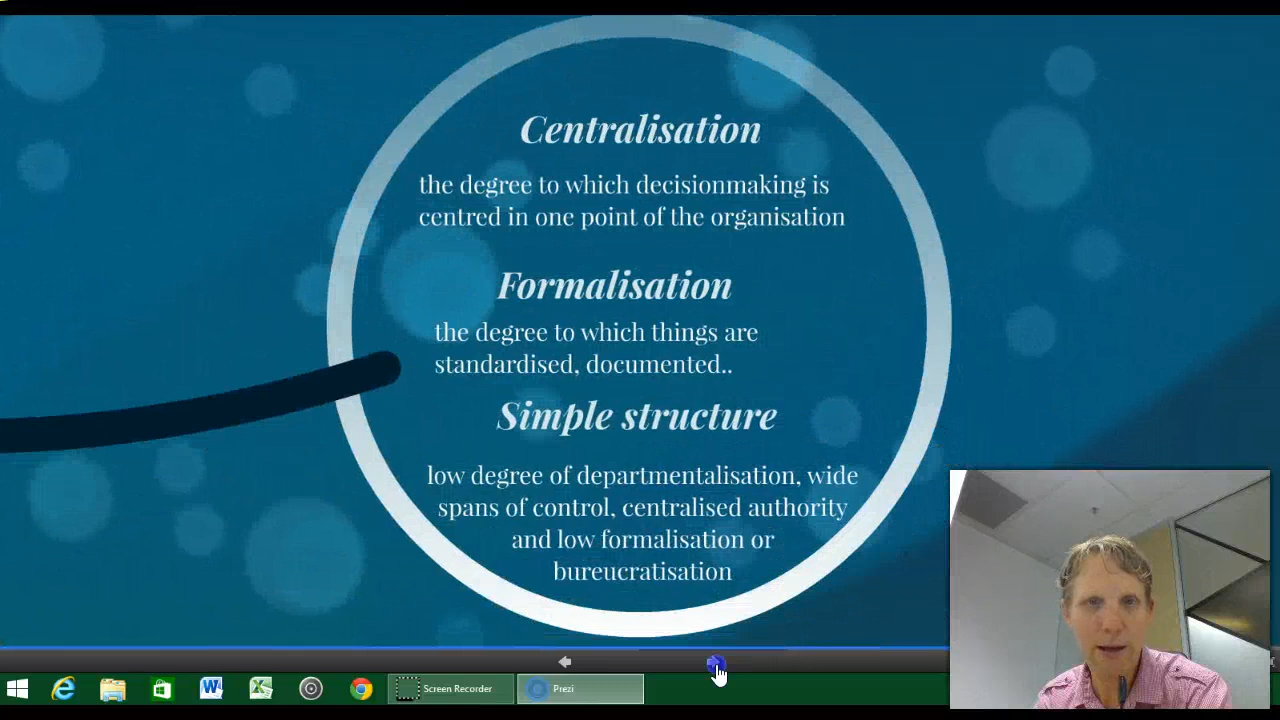 Centralisation
the degree to which decisionmaking is
centred in one point of the organisation
Formalisation
the degree to which things are
standardised, documented..
Simple structure
low degree of departmentalisation, wide
spans of control, centralised authority
and low formalisation or
bureucratisation
Screen Recorder
Prezi